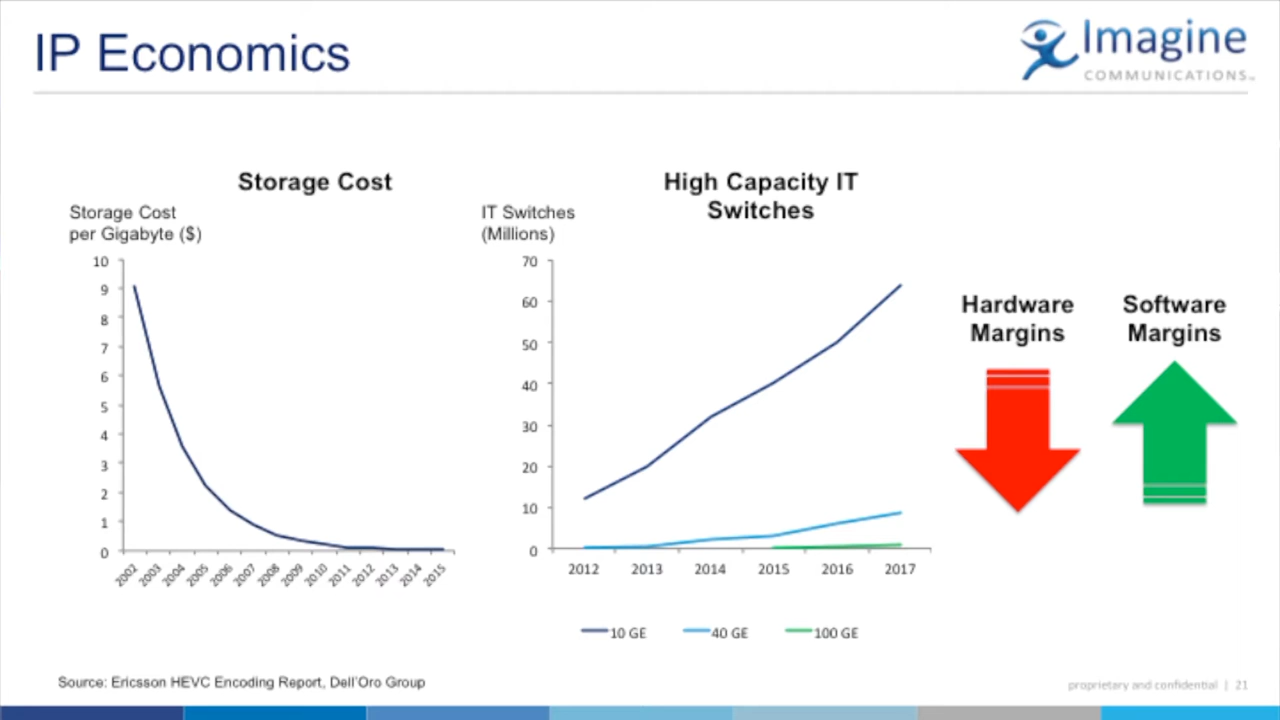 IP Economics
Imagine
COMMUNICATIONS™
Storage Cost
Storage Cost
per Gigabyte ($)
10
9
8
7
6
5
4
3
2
1
0
2002 2003 2004 2005 2006 2007 2008 2009 2010 2011 2012 2013 2014 2015
High Capacity IT
Switches
IT Switches
(Millions)
70
60
50
40
30
20
10
0
2012 2013 2014 2015 2016 2017
10 GE 40 GE 100 GE
Hardware
Margins
Software
Margins
Source: Ericsson HEVC Encoding Report, Dell'Oro Group
proprietary and confidential | 21